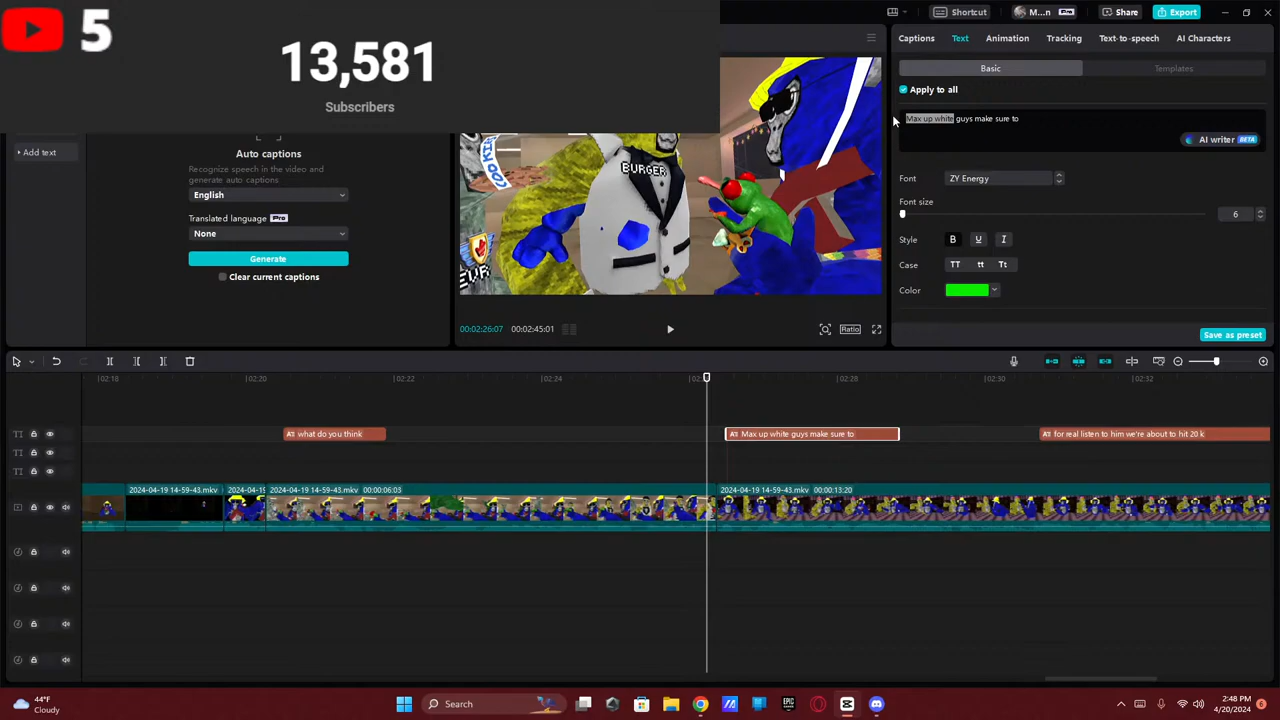 5
13,581
Subscribers
Shortcut
M...n
Pro
Share
Export
Captions
Text
Animation
Tracking
Text-to-speech
AI Characters
Basic
Templates
Apply to all
Max up white guys make sure to
AI writer BETA
Add text
Auto captions
Recognize speech in the video and
generate auto captions
English
Translated language Pro
None
Generate
Clear current captions
BURGER
Font
ZY Energy
Font size
6
Style
B U I
Case
TT tt Tt
Color
Save as preset
00:02:26:07
00:02:45:01
Ratio
02:18
02:20
02:22
02:24
02:28
02:30
02:32
what do you think
Max up white guys make sure to
for real listen to him we're about to hit 20 k
2024-04-19 14-59-43.mkv
2024-04-19
2024-04-19 14-59-43.mkv 00:00:06:03
2024-04-19 14-59-43.mkv 00:00:13:20
44°F
Cloudy
Search
EPIC
2:48 PM
4/20/2024